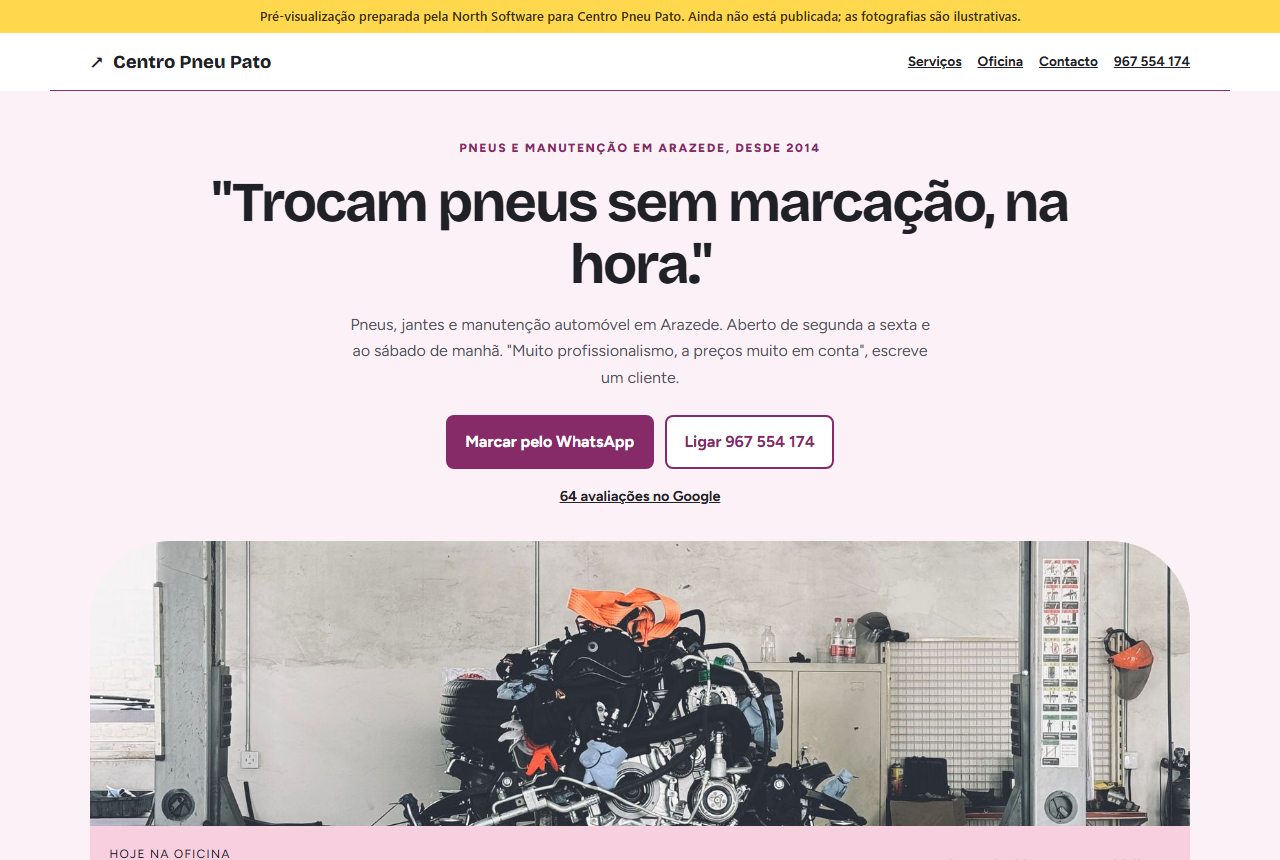 Pré-visualização preparada pela North Software para Centro Pneu Pato. Ainda não está publicada; as fotografias são ilustrativas.
↗ Centro Pneu Pato
Serviços Oficina Contacto 967 554 174
PNEUS E MANUTENÇÃO EM ARAZEDE, DESDE 2014
"Trocam pneus sem marcação, na
hora."
Pneus, jantes e manutenção automóvel em Arazede. Aberto de segunda a sexta e
ao sábado de manhã. "Muito profissionalismo, a preços muito em conta", escreve
um cliente.
Marcar pelo WhatsApp
Ligar 967 554 174
64 avaliações no Google
HOJE NA OFICINA